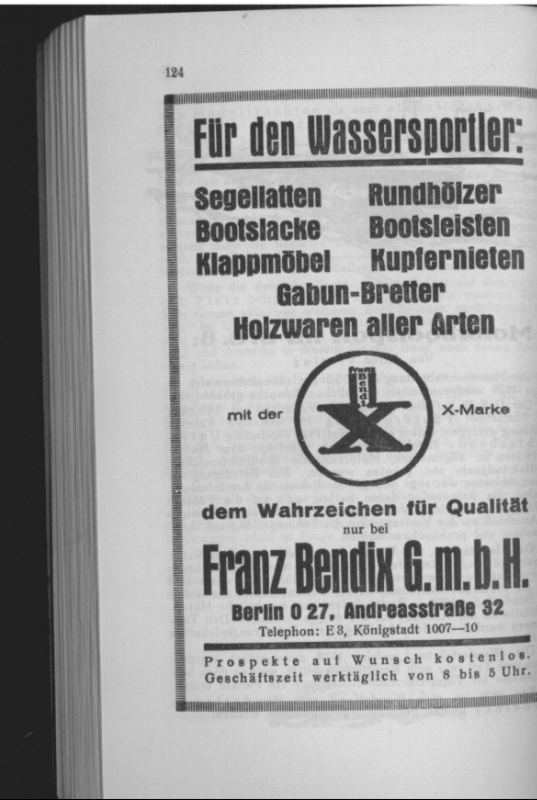 124
Für den Wassersportler:
Segellatten Rundhölzer
Bootslacke Bootsleisten
Klappmöbel Kupfernieten
Gabun-Bretter
Holzwaren aller Arten
Franz
Bendix
mit der X X-Marke
dem Wahrzeichen für Qualität
nur bei
Franz Bendix G.m.b.H.
Berlin O 27, Andreasstraße 32
Telephon: E 3, Königstadt 1007—10
Prospekte auf Wunsch kostenlos.
Geschäftszeit werktäglich von 8 bis 5 Uhr.